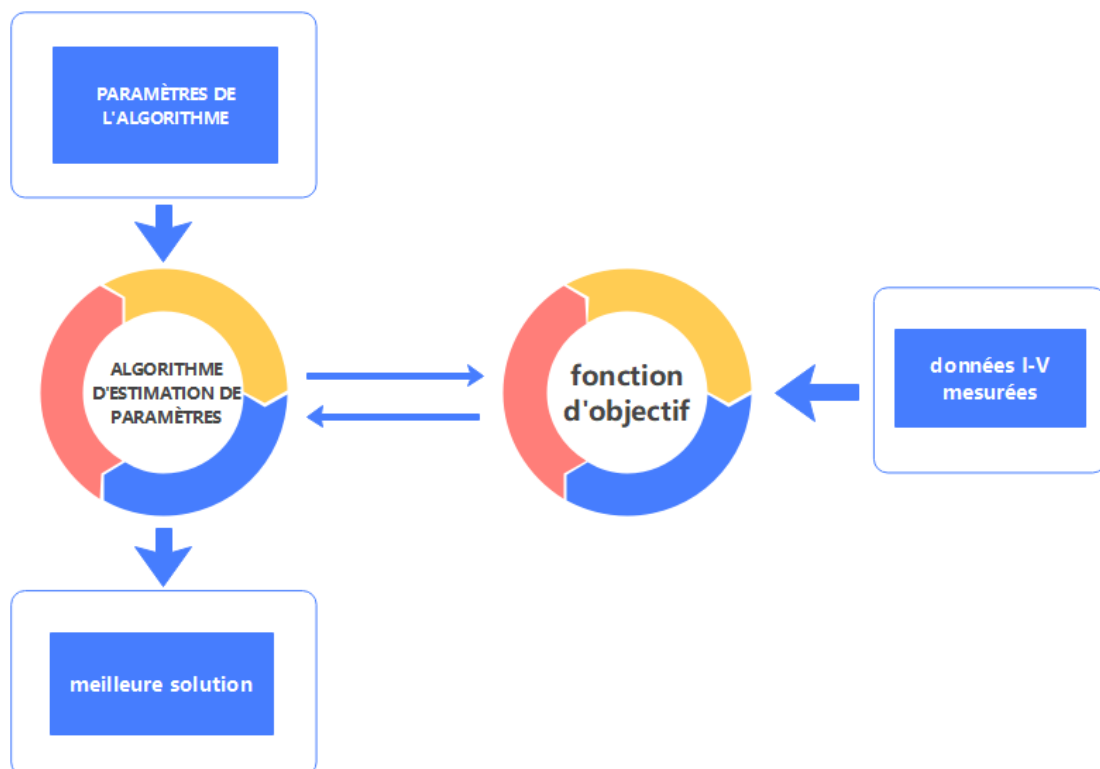 PARAMÈTRES DE
L'ALGORITHME
ALGORITHME
D'ESTIMATION DE
PARAMÈTRES
fonction
d'objectif
données I-V
mesurées
meilleure solution